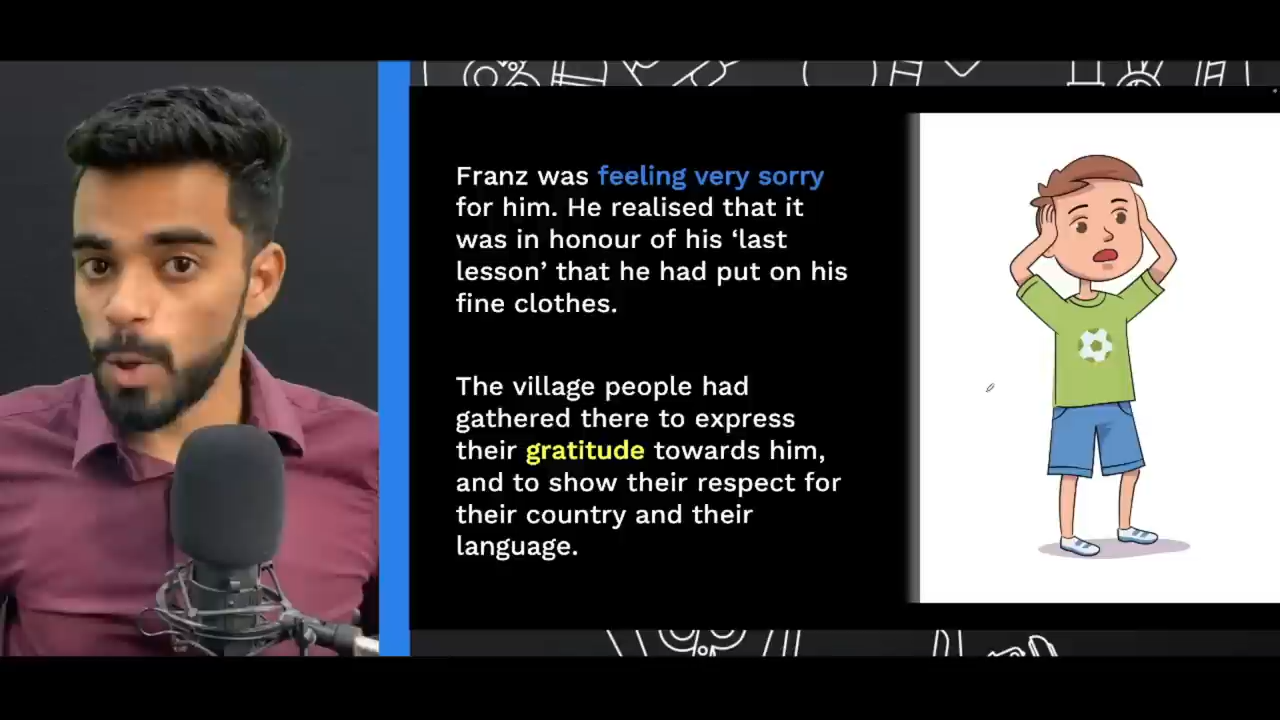 Franz was feeling very sorry
for him. He realised that it
was in honour of his ‘last
lesson’ that he had put on his
fine clothes.
The village people had
gathered there to express
their gratitude towards him,
and to show their respect for
their country and their
language.